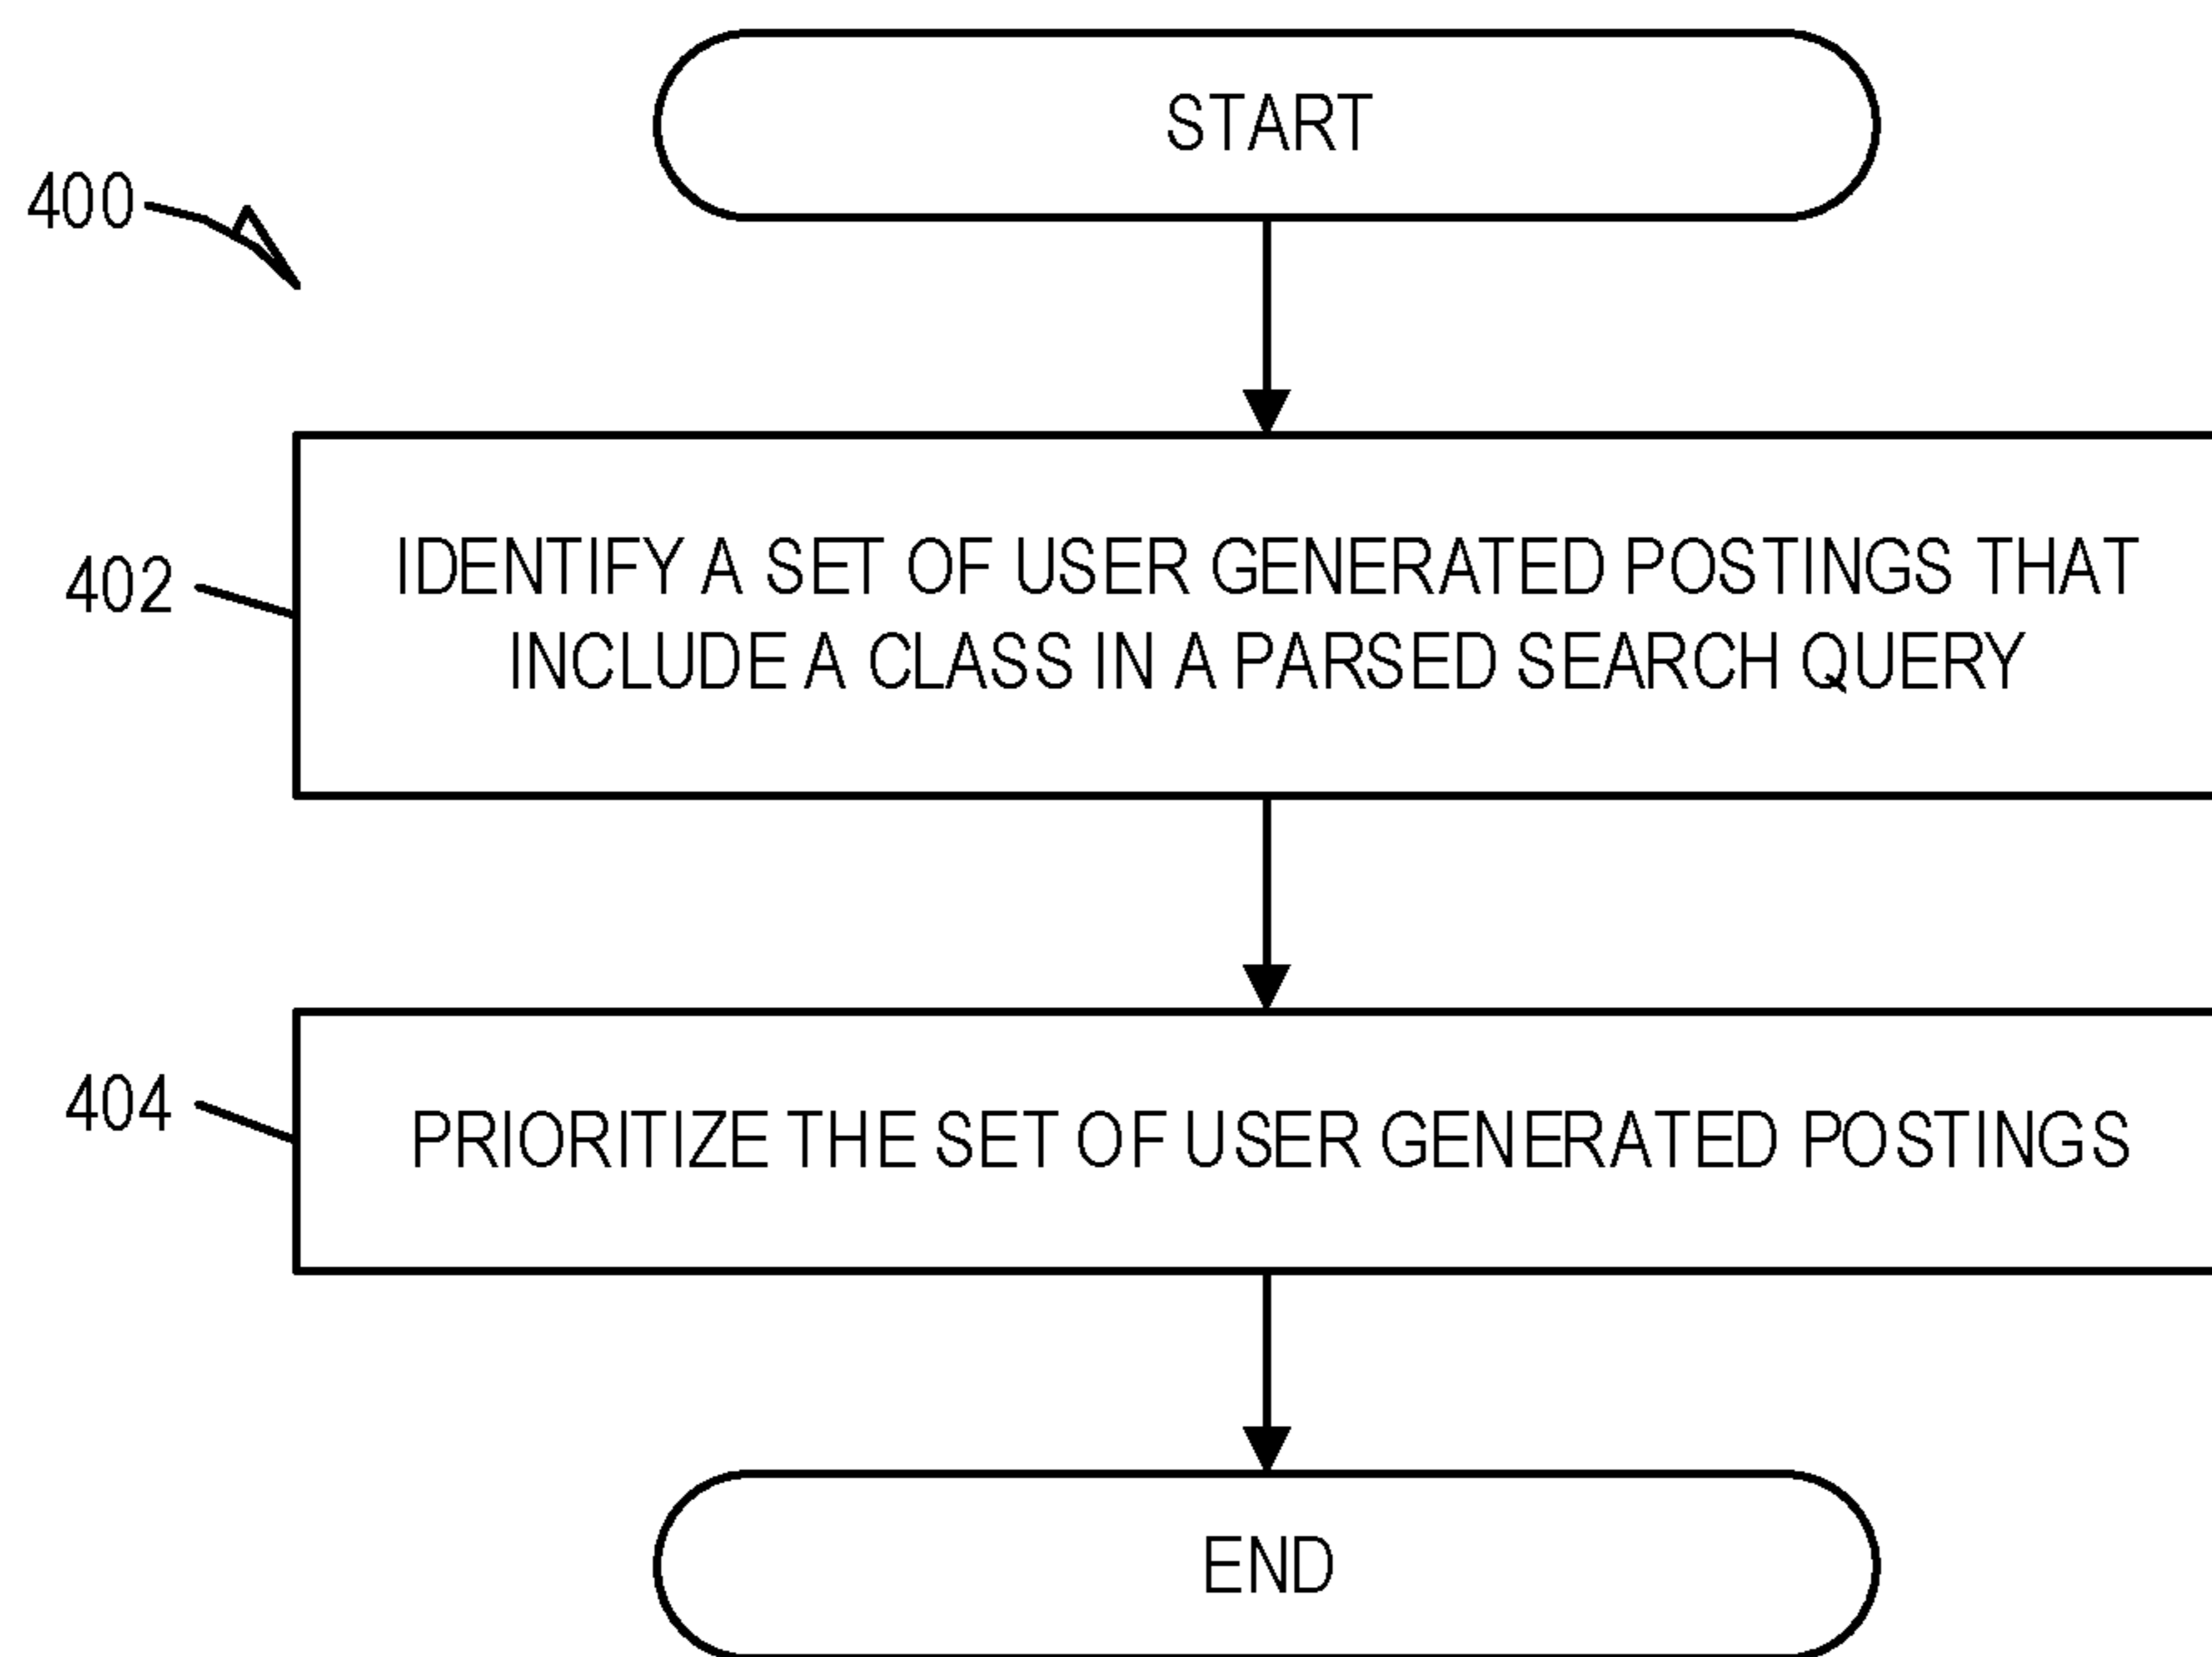 START
400
402
IDENTIFY A SET OF USER GENERATED POSTINGS THAT
INCLUDE A CLASS IN A PARSED SEARCH QUERY
404
PRIORITIZE THE SET OF USER GENERATED POSTINGS
END